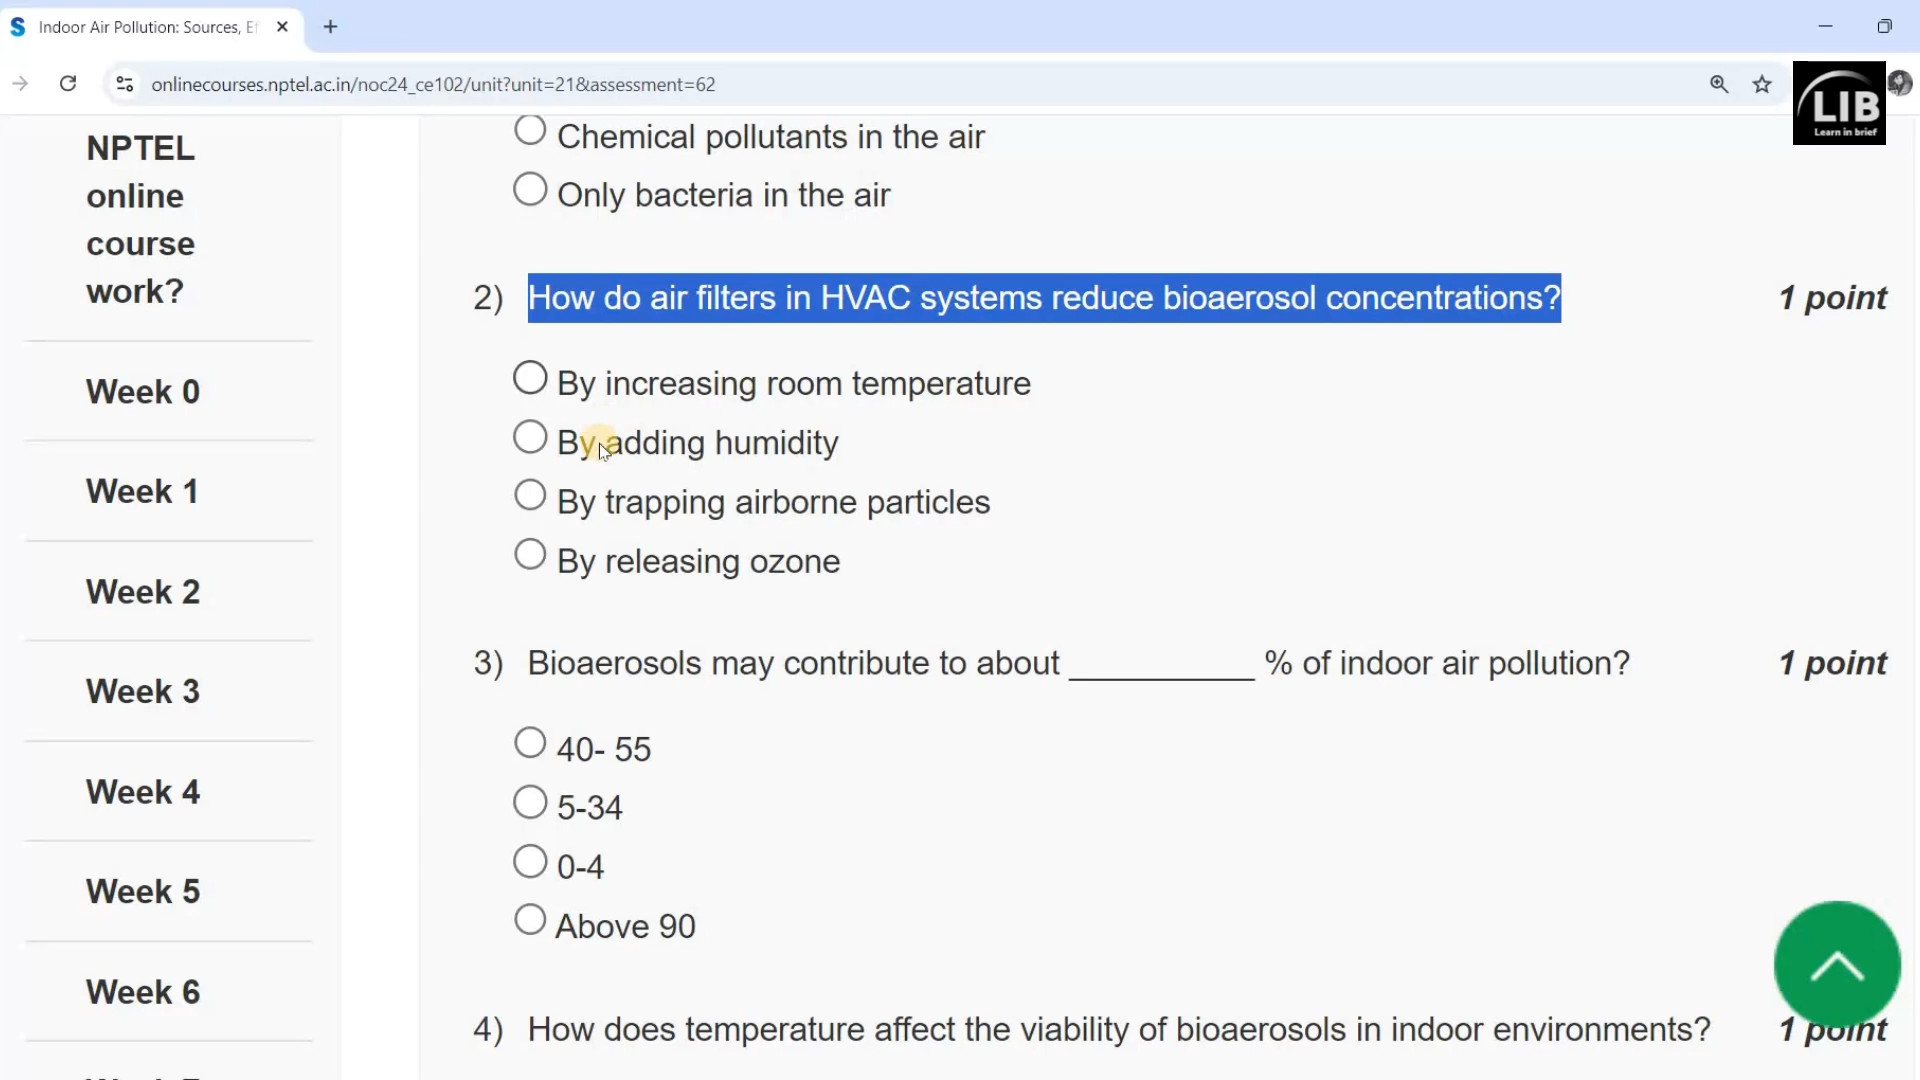 Indoor Air Pollution: Sources, Ef
onlinecourses.nptel.ac.in/noc24_ce102/unit?unit=21&assessment=62
LIB
Learn in brief
NPTEL
online
course
work?
Week 0
Week 1
Week 2
Week 3
Week 4
Week 5
Week 6
Chemical pollutants in the air
Only bacteria in the air
2) How do air filters in HVAC systems reduce bioaerosol concentrations? 1 point
By increasing room temperature
By adding humidity
By trapping airborne particles
By releasing ozone
3) Bioaerosols may contribute to about __________ % of indoor air pollution? 1 point
40- 55
5-34
0-4
Above 90
4) How does temperature affect the viability of bioaerosols in indoor environments? 1 point